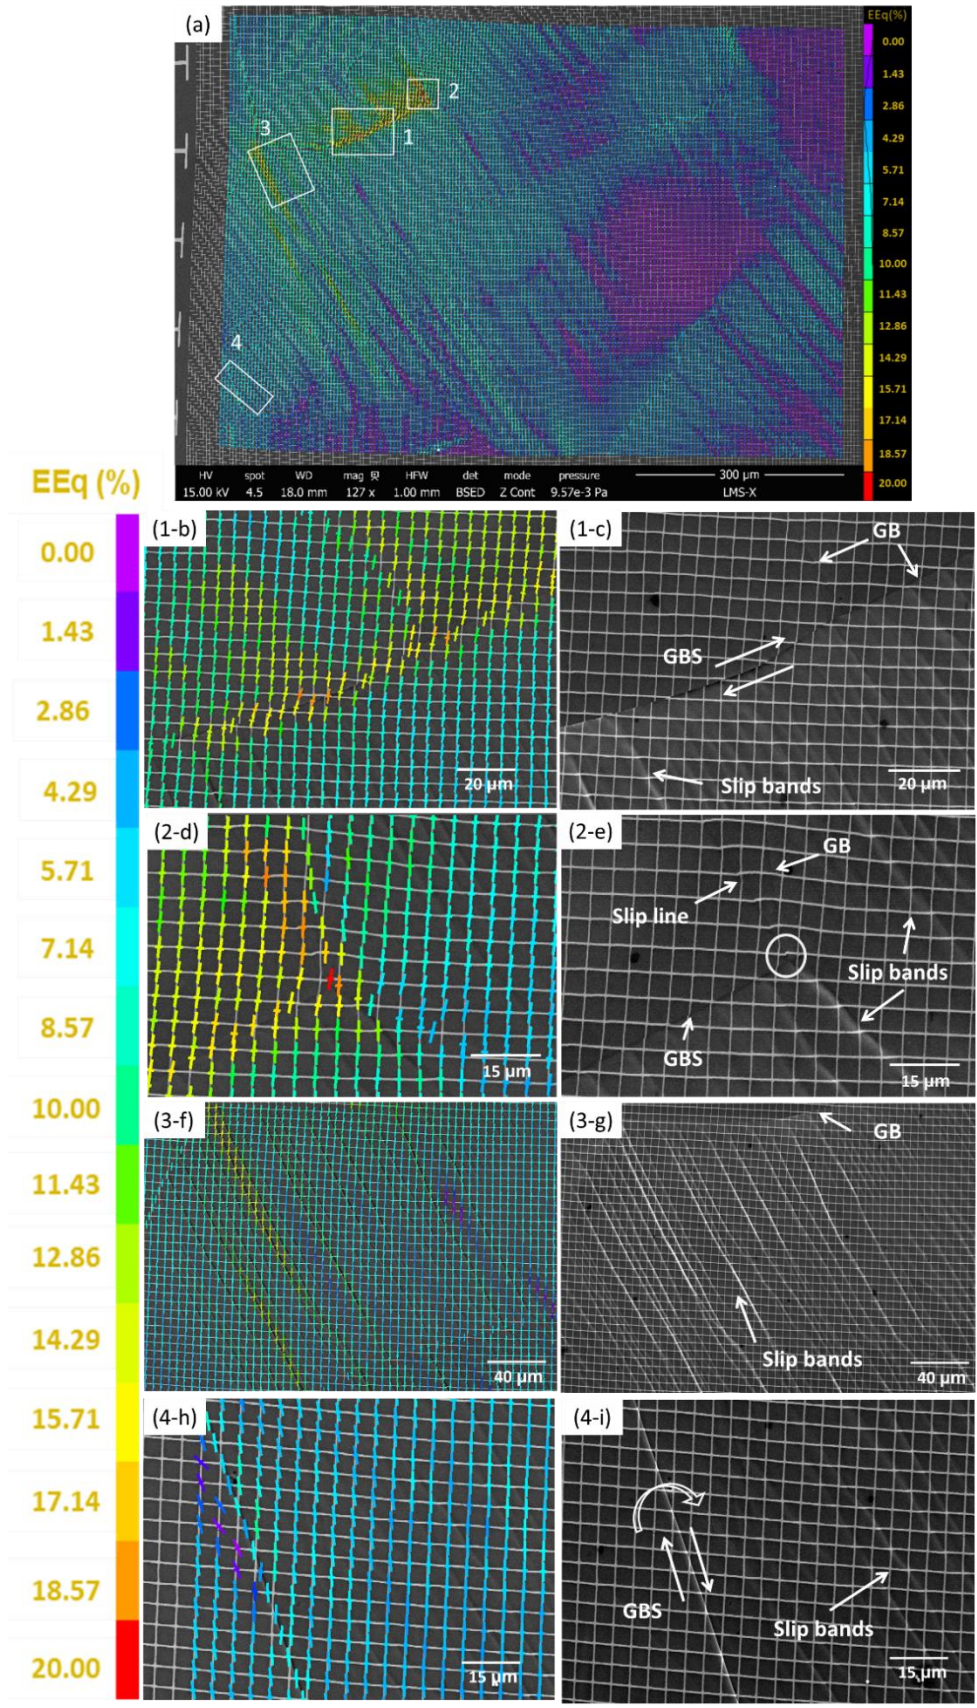 (a)
EEq(%)
0.00
1.43
2.86
4.29
5.71
7.14
8.57
10.00
11.43
12.86
14.29
15.71
17.14
18.57
20.00
2
1
3
4
HV spot WD mag HFW det mode pressure 300 µm
15.00 kV 4.5 18.0 mm 127 x 1.00 mm BSED Z Cont 9.57e-3 Pa LMS-X
EEq (%)
0.00
1.43
2.86
4.29
5.71
7.14
8.57
10.00
11.43
12.86
14.29
15.71
17.14
18.57
20.00
(1-b)
20 µm
(1-c)
GB
GBS
Slip bands
20 µm
(2-d)
15 µm
(2-e)
GB
Slip line
Slip bands
GBS
15 µm
(3-f)
40 µm
(3-g)
GB
Slip bands
40 µm
(4-h)
15 µm
(4-i)
GBS
Slip bands
15 µm